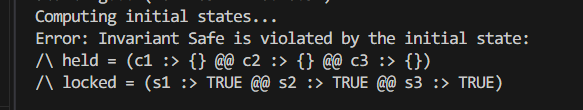 Computing initial states...
Error: Invariant Safe is violated by the initial state:
/\ held = (c1 :> {} @@ c2 :> {} @@ c3 :> {})
/\ locked = (s1 :> TRUE @@ s2 :> TRUE @@ s3 :> TRUE)